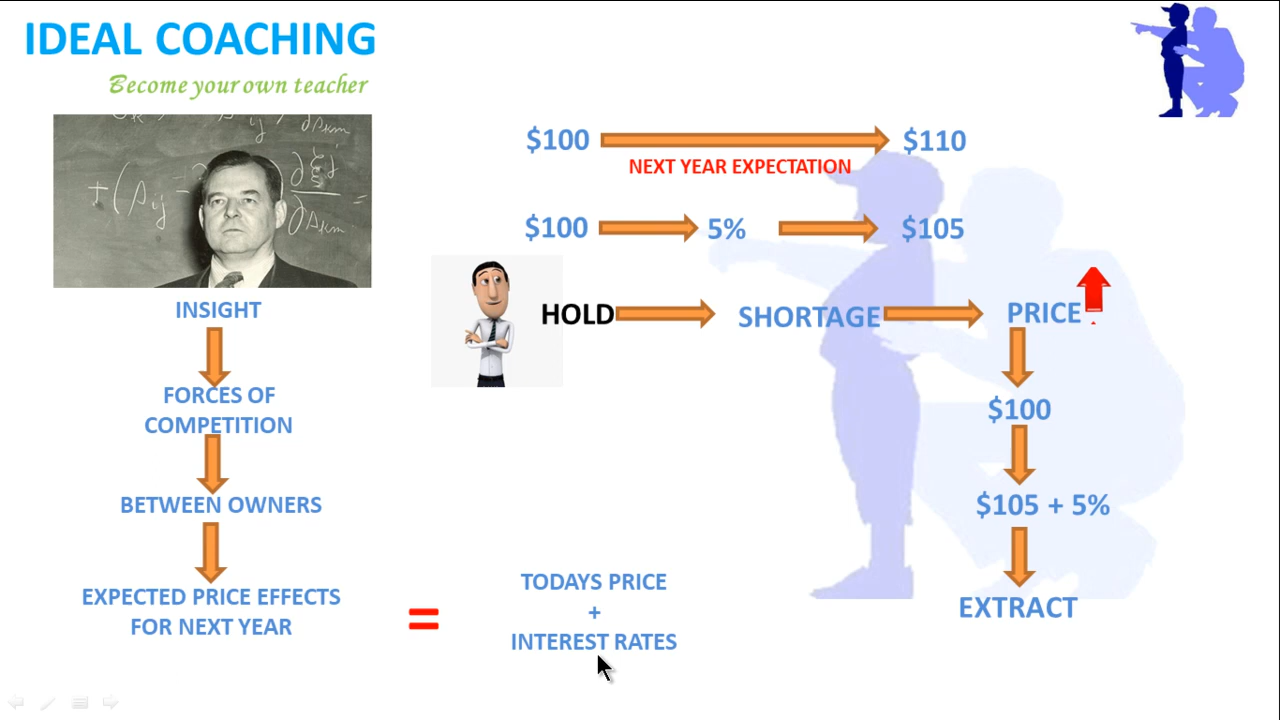 IDEAL COACHING
Become your own teacher
INSIGHT
FORCES OF
COMPETITION
BETWEEN OWNERS
EXPECTED PRICE EFFECTS
FOR NEXT YEAR
=
TODAYS PRICE
+
INTEREST RATES
$100 $110
NEXT YEAR EXPECTATION
$100 5% $105
HOLD SHORTAGE PRICE
$100
$105 + 5%
EXTRACT